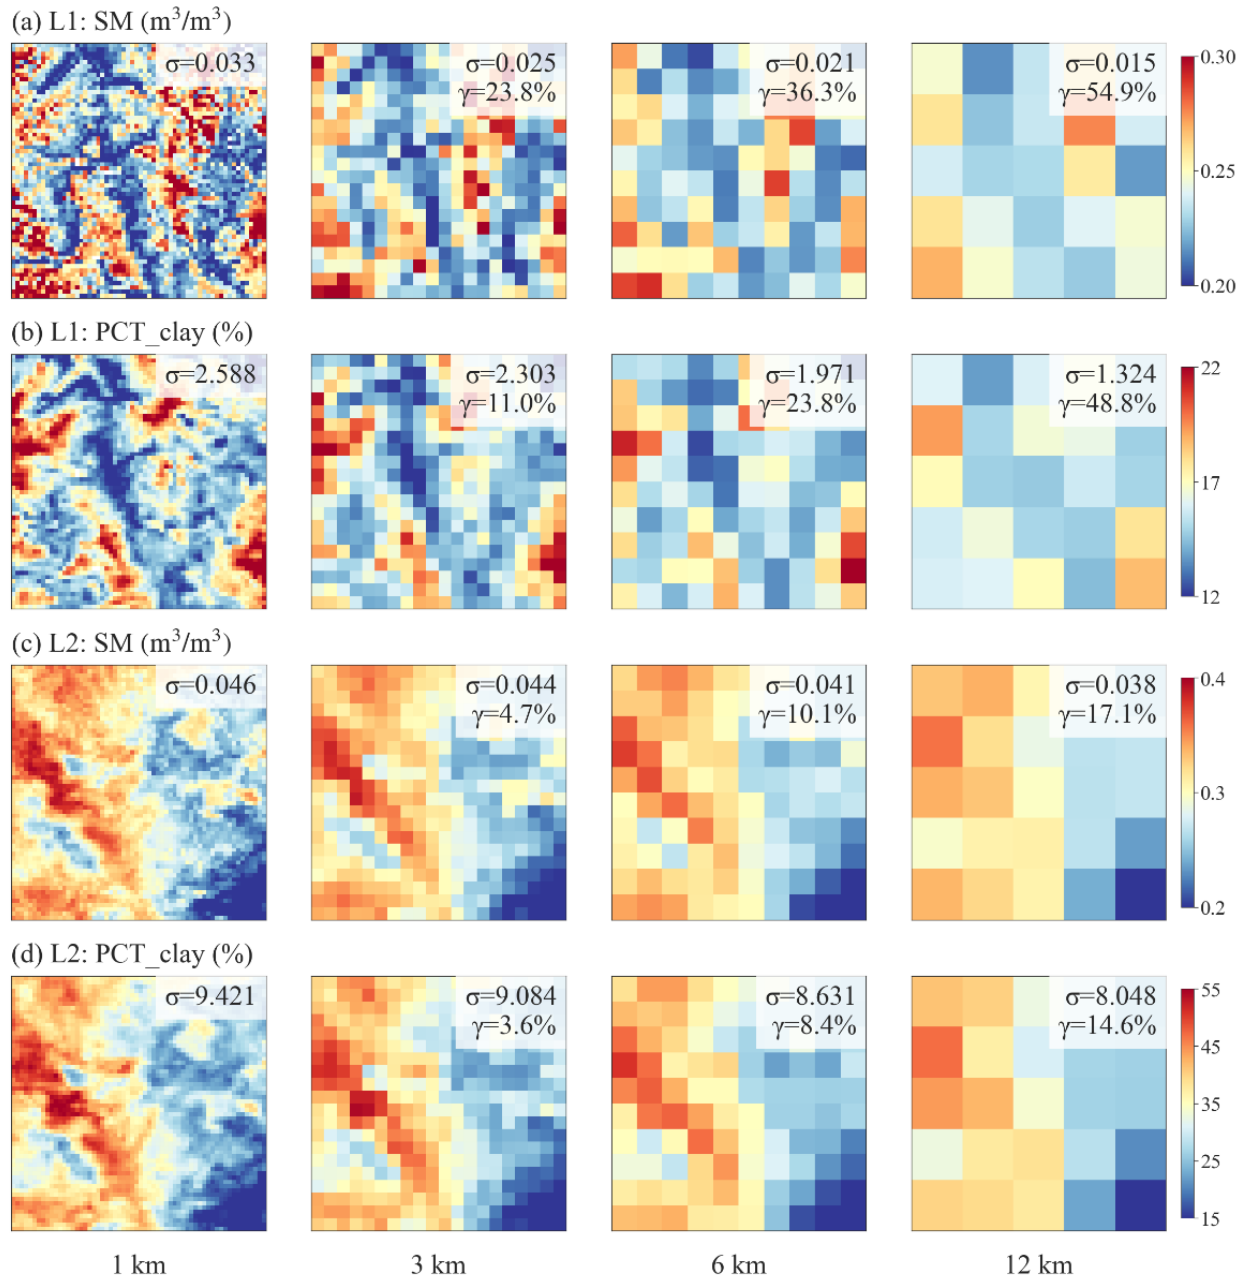 (a) L1: SM (m³/m³)
σ=0.033
σ=0.025
γ=23.8%
σ=0.021
γ=36.3%
σ=0.015
γ=54.9%
0.30
0.25
0.20
(b) L1: PCT_clay (%)
σ=2.588
σ=2.303
γ=11.0%
σ=1.971
γ=23.8%
σ=1.324
γ=48.8%
22
17
12
(c) L2: SM (m³/m³)
σ=0.046
σ=0.044
γ=4.7%
σ=0.041
γ=10.1%
σ=0.038
γ=17.1%
0.4
0.3
0.2
(d) L2: PCT_clay (%)
σ=9.421
σ=9.084
γ=3.6%
σ=8.631
γ=8.4%
σ=8.048
γ=14.6%
55
45
35
25
15
1 km
3 km
6 km
12 km